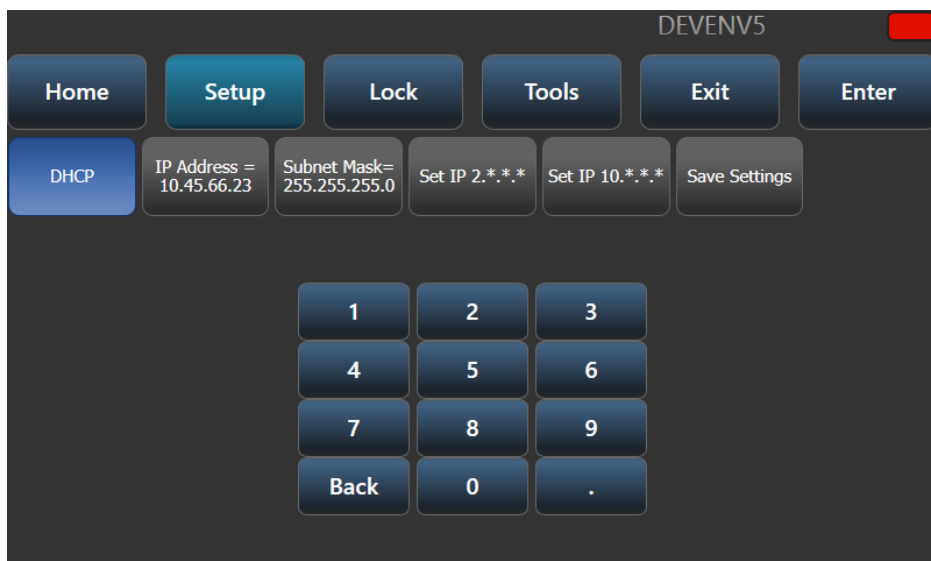 DEVENV5
Home Setup Lock Tools Exit Enter
DHCP
IP Address =
10.45.66.23
Subnet Mask=
255.255.255.0
Set IP 2.*.*.*
Set IP 10.*.*.*
Save Settings
1 2 3
4 5 6
7 8 9
Back 0 .